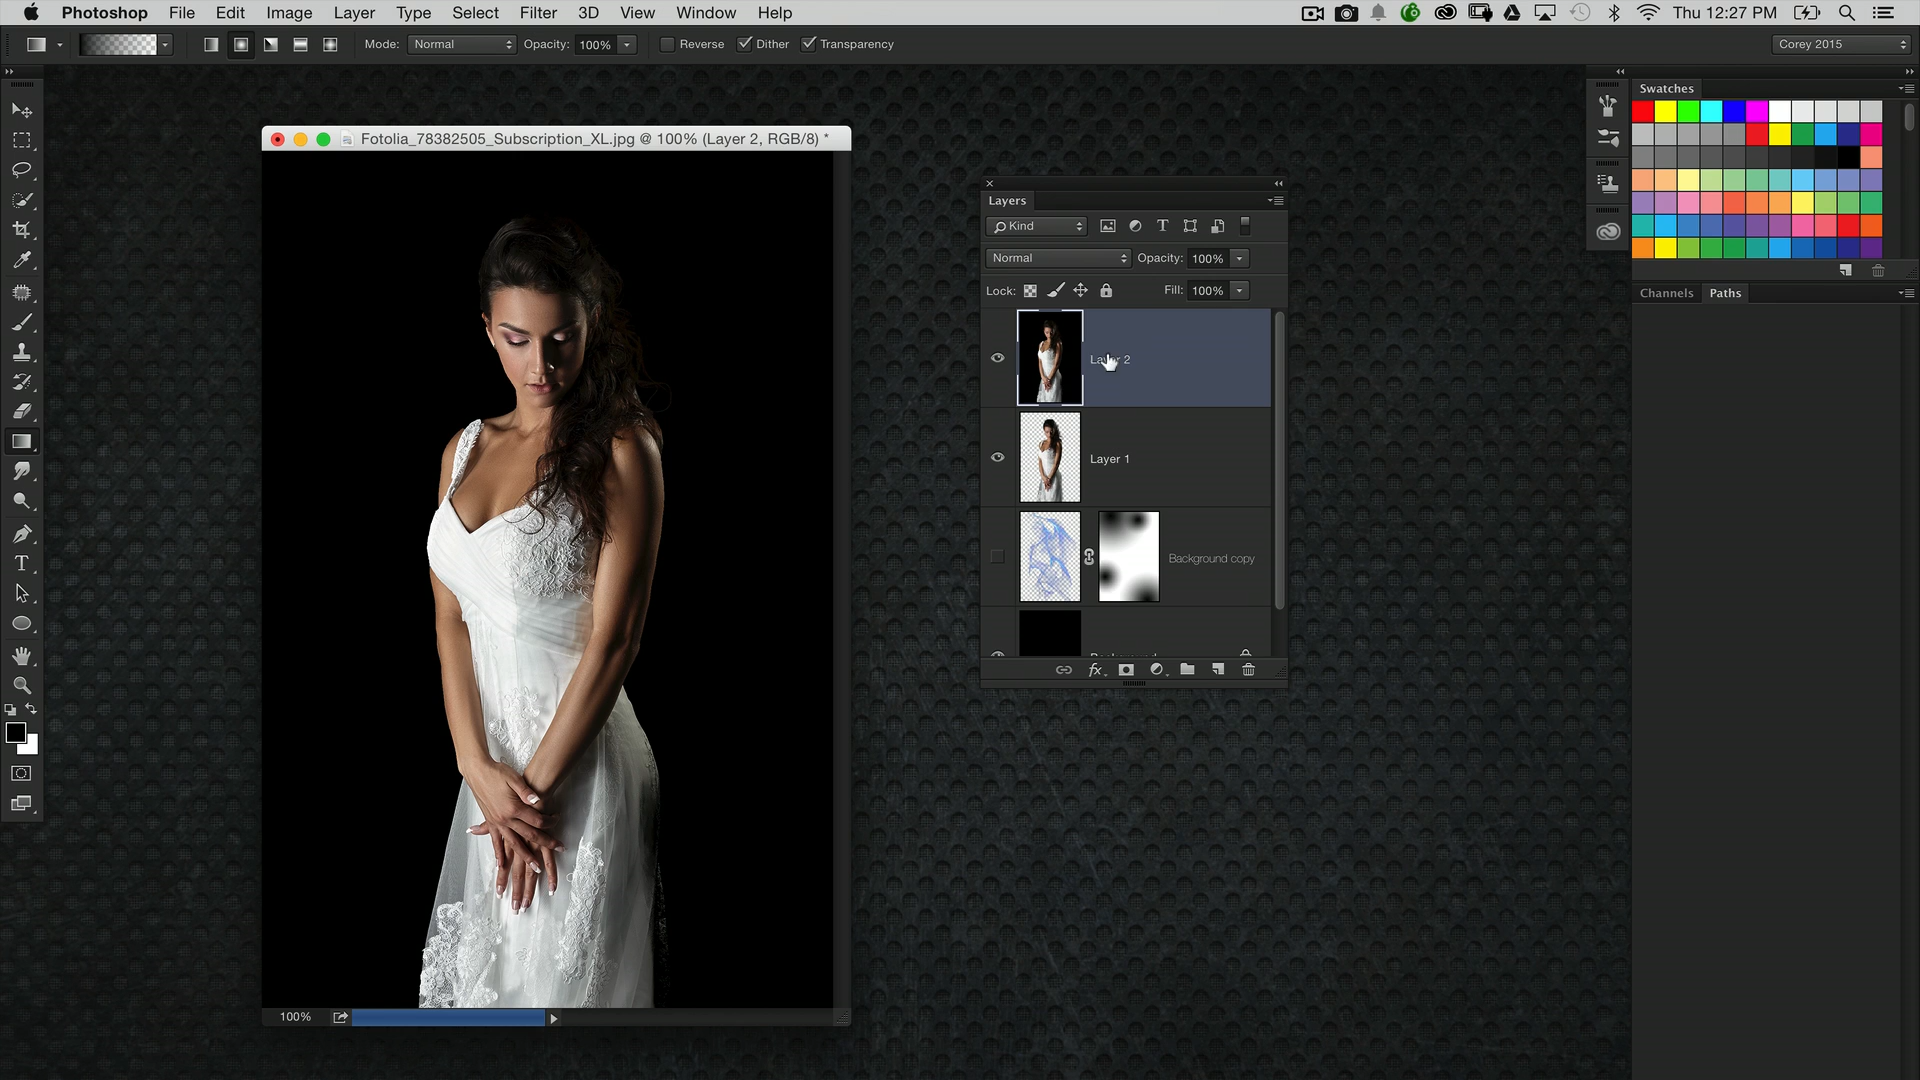 Photoshop File Edit Image Layer Type Select Filter 3D View Window Help Thu 12:27 PM
Mode: Normal Opacity: 100% Reverse Dither Transparency Corey 2015
Fotolia_78382505_Subscription_XL.jpg @ 100% (Layer 2, RGB/8) *
Swatches
Layers
Kind
Normal Opacity: 100%
Lock: Fill: 100%
Channels Paths
Layer 2
Layer 1
Background copy
Background
100%